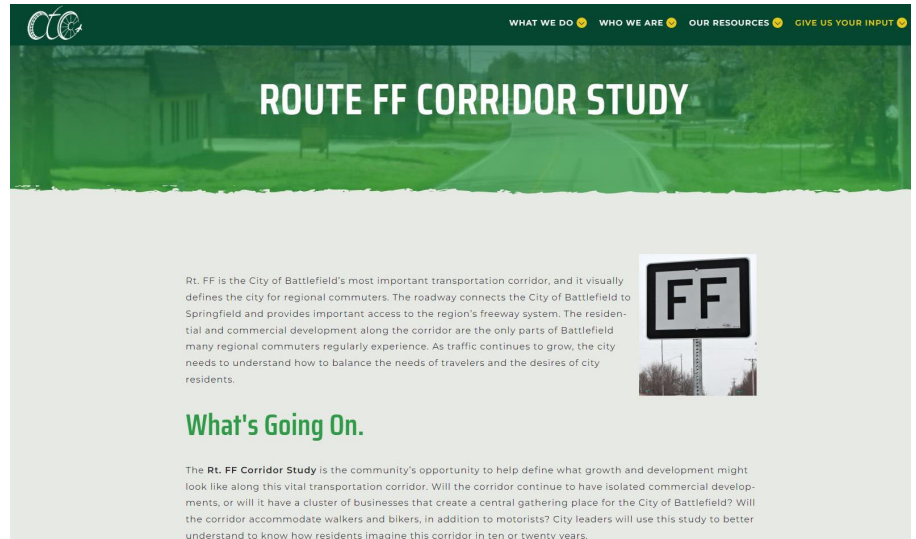 WHAT WE DO WHO WE ARE OUR RESOURCES GIVE US YOUR INPUT
ROUTE FF CORRIDOR STUDY
Rt. FF is the City of Battlefield's most important transportation corridor, and it visually
defines the city for regional commuters. The roadway connects the City of Battlefield to
Springfield and provides important access to the region's freeway system. The residen-
tial and commercial development along the corridor are the only parts of Battlefield
many regional commuters regularly experience. As traffic continues to grow, the city
needs to understand how to balance the needs of travelers and the desires of city
residents.
FF
What's Going On.
The Rt. FF Corridor Study is the community's opportunity to help define what growth and development might
look like along this vital transportation corridor. Will the corridor continue to have isolated commercial develop-
ments, or will it have a cluster of businesses that create a central gathering place for the City of Battlefield? Will
the corridor accommodate walkers and bikers, in addition to motorists? City leaders will use this study to better
understand to know how residents imagine this corridor in ten or twenty years.